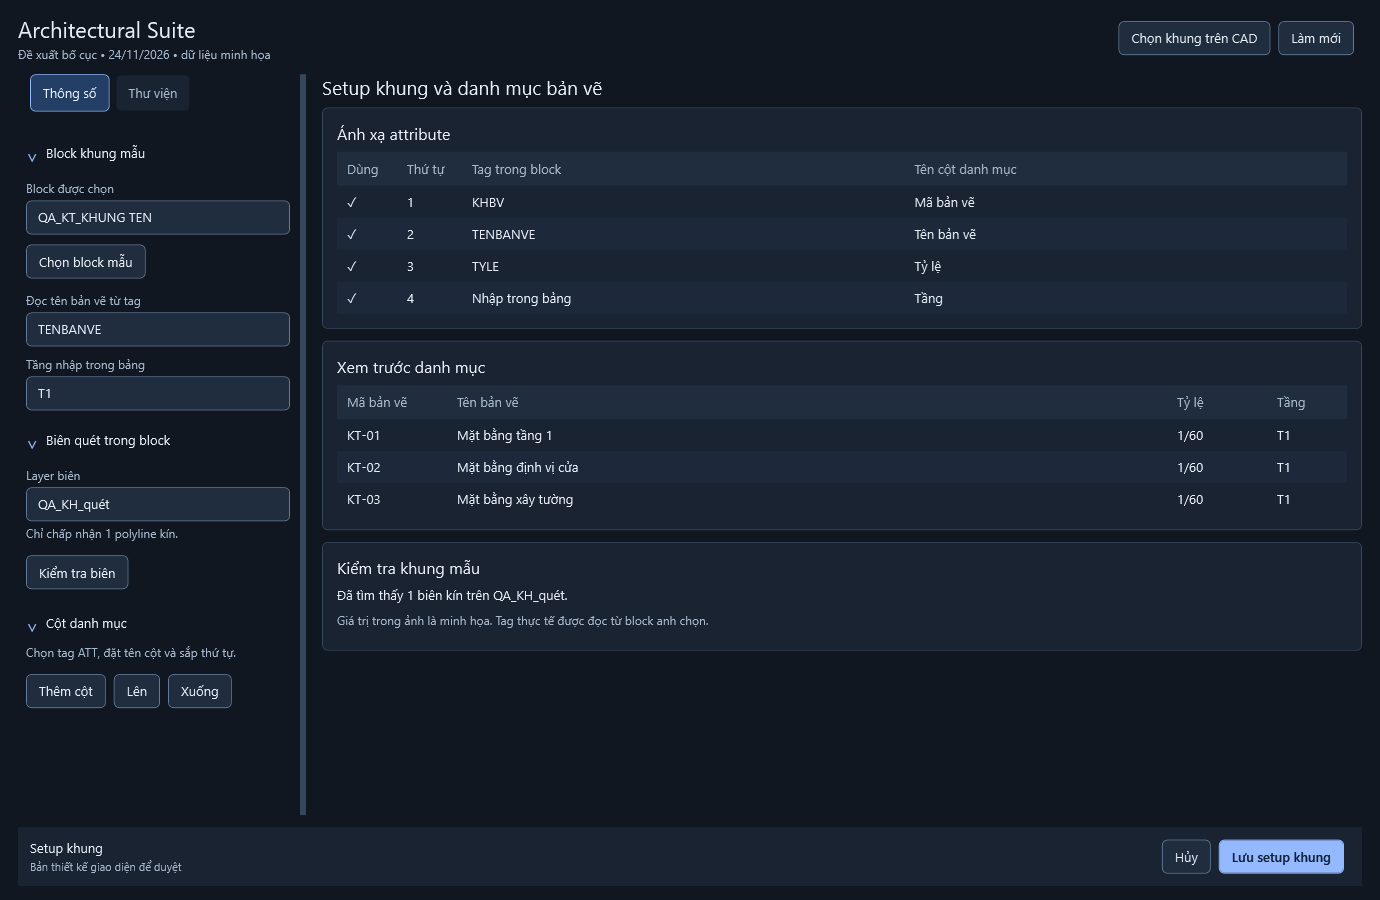 Architectural Suite
Đề xuất bố cục • 24/11/2026 • dữ liệu minh họa
Chọn khung trên CAD
Làm mới
Thông số
Thư viện
Block khung mẫu
Block được chọn
QA_KT_KHUNG TEN
Chọn block mẫu
Đọc tên bản vẽ từ tag
TENBANVE
Tầng nhập trong bảng
T1
Biên quét trong block
Layer biên
QA_KH_quét
Chỉ chấp nhận 1 polyline kín.
Kiểm tra biên
Cột danh mục
Chọn tag ATT, đặt tên cột và sắp thứ tự.
Thêm cột Lên Xuống
Setup khung và danh mục bản vẽ
Ánh xạ attribute
Dùng Thứ tự Tag trong block Tên cột danh mục
✓ 1 KHBV Mã bản vẽ
✓ 2 TENBANVE Tên bản vẽ
✓ 3 TYLE Tỷ lệ
✓ 4 Nhập trong bảng Tầng
Xem trước danh mục
Mã bản vẽ Tên bản vẽ Tỷ lệ Tầng
KT-01 Mặt bằng tầng 1 1/60 T1
KT-02 Mặt bằng định vị cửa 1/60 T1
KT-03 Mặt bằng xây tường 1/60 T1
Kiểm tra khung mẫu
Đã tìm thấy 1 biên kín trên QA_KH_quét.
Giá trị trong ảnh là minh họa. Tag thực tế được đọc từ block anh chọn.
Setup khung
Bản thiết kế giao diện để duyệt
Hủy
Lưu setup khung